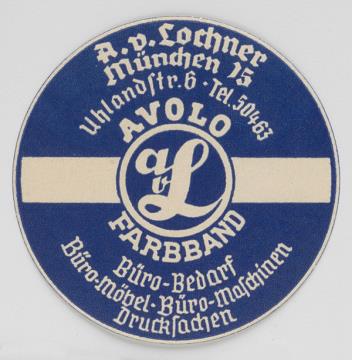 A. v. Lochner
München 15
Uhlandstr. 6 · Tel. 50463
AVOLO
avL
FARBBAND
Büro-Bedarf
Büro-Möbel · Büro-Maschinen
Drucksachen